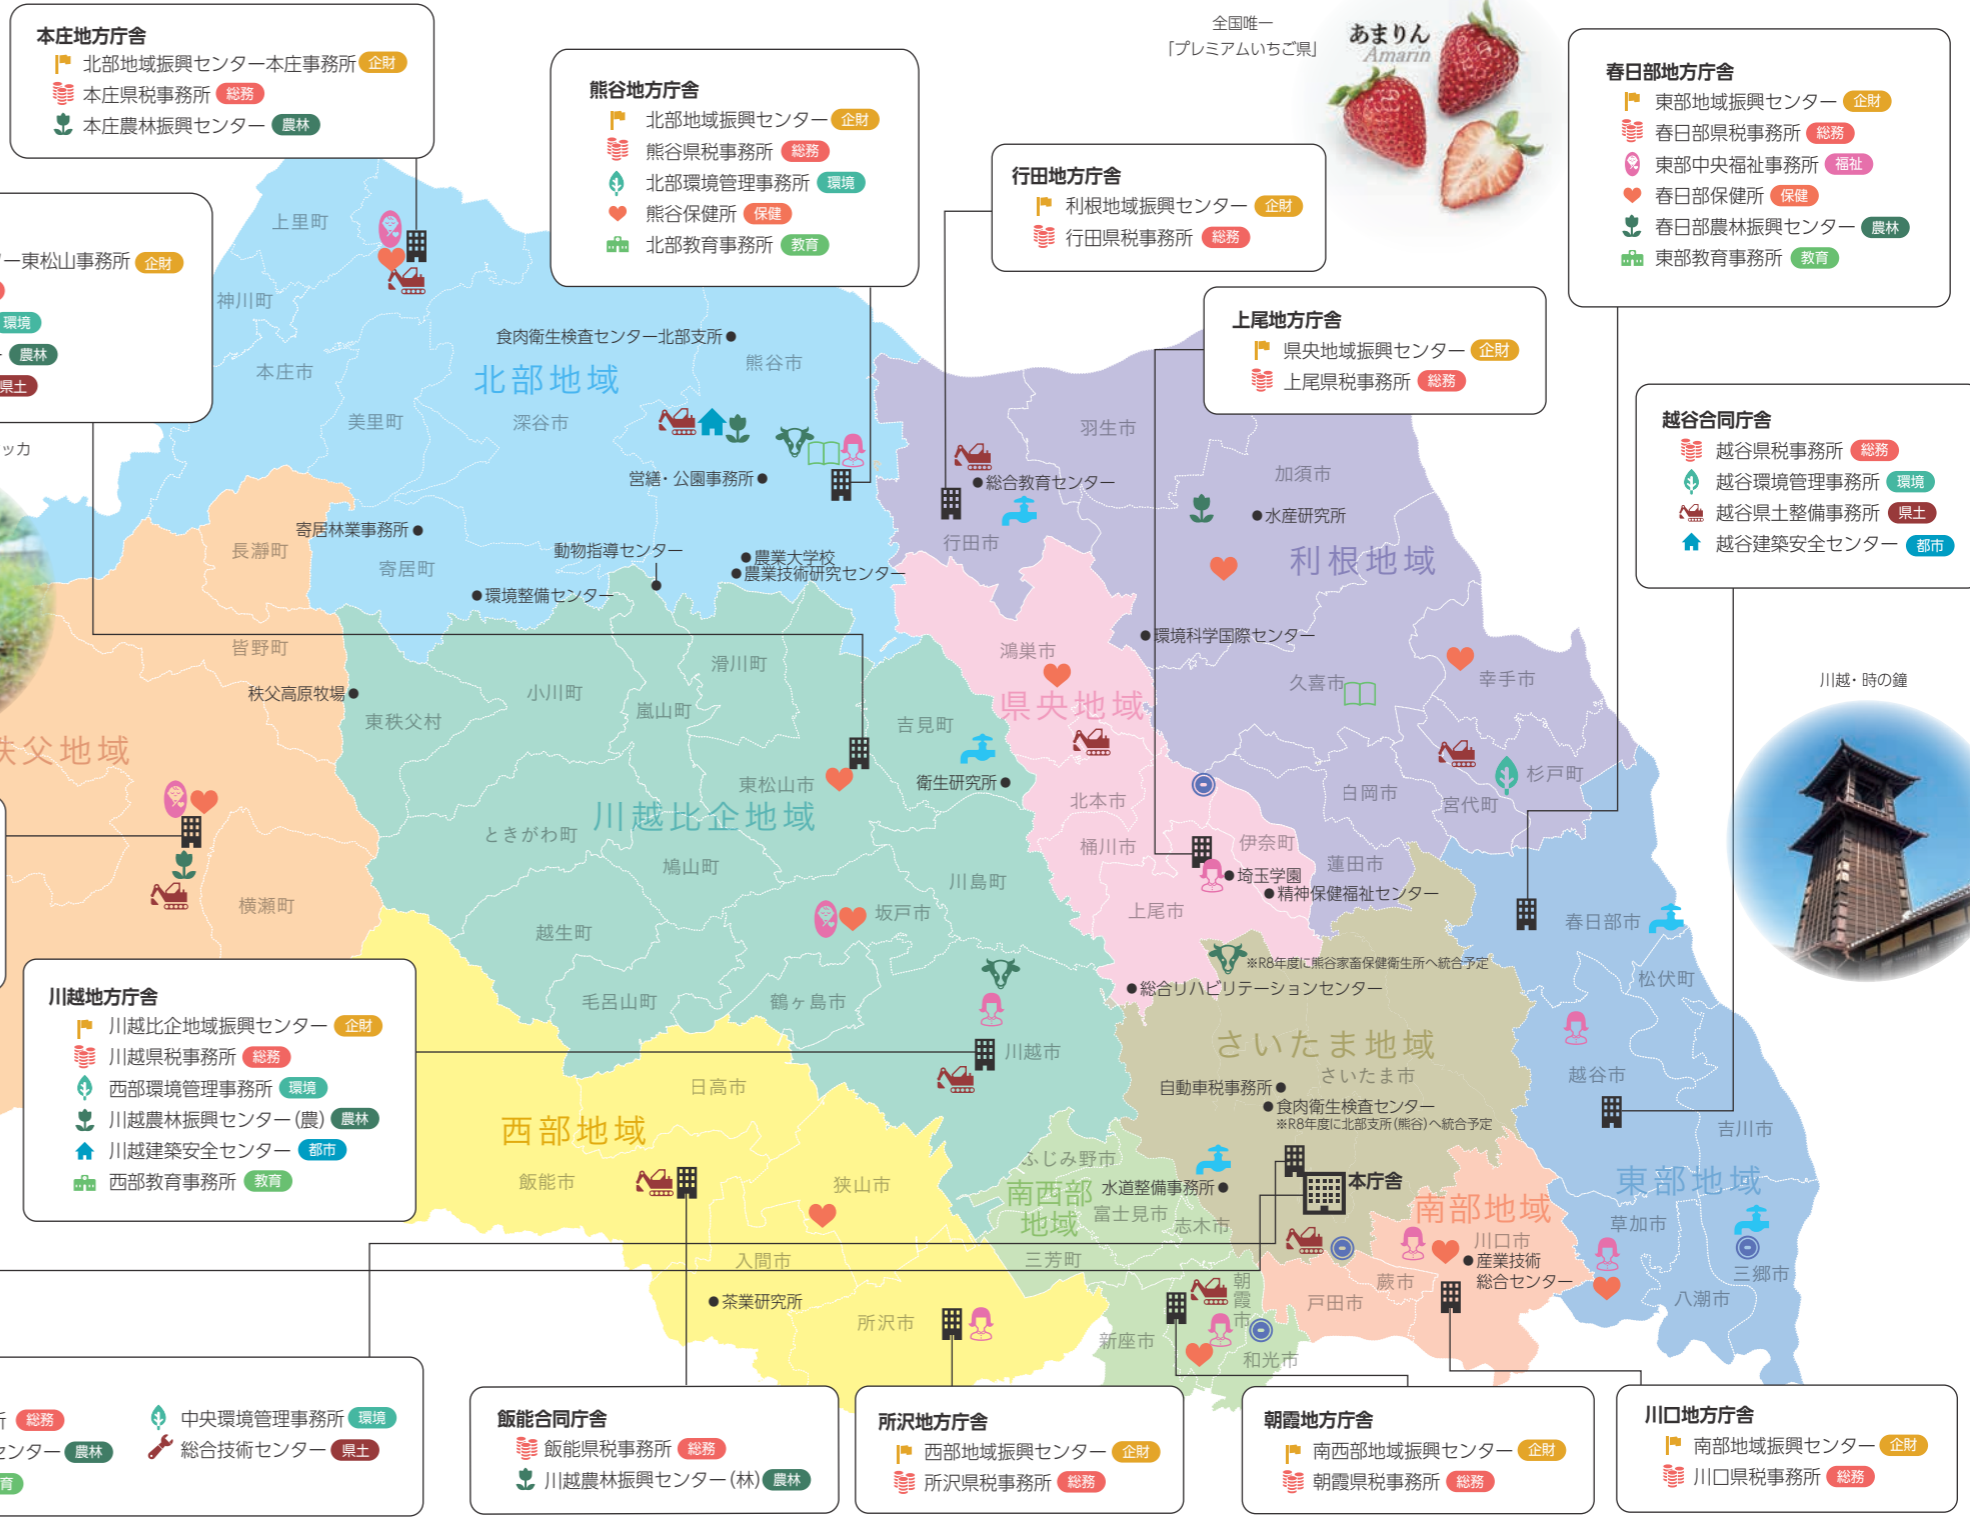 本庄地方庁舎
北部地域振興センター本庄事務所 企財
本庄県税事務所 総務
本庄農林振興センター 農林
熊谷地方庁舎
北部地域振興センター 企財
熊谷県税事務所 総務
北部環境管理事務所 環境
熊谷保健所 保健
北部教育事務所 教育
全国唯一
「プレミアムいちご県」
あまりん
Amarin
行田地方庁舎
利根地域振興センター 企財
行田県税事務所 総務
春日部地方庁舎
東部地域振興センター 企財
春日部県税事務所 総務
東部中央福祉事務所 福祉
春日部保健所 保健
春日部農林振興センター 農林
東部教育事務所 教育
ー東松山事務所 企財
環境
農林
県土
ッカ
上尾地方庁舎
県央地域振興センター 企財
上尾県税事務所 総務
越谷合同庁舎
越谷県税事務所 総務
越谷環境管理事務所 環境
越谷県土整備事務所 県土
越谷建築安全センター 都市
川越・時の鐘
上里町
神川町
本庄市
美里町
北部地域
深谷市
熊谷市
食肉衛生検査センター北部支所
営繕・公園事務所
寄居林業事務所
寄居町
動物指導センター
農業大学校
農業技術研究センター
環境整備センター
長瀞町
皆野町
秩父高原牧場
秩父地域
横瀬町
羽生市
加須市
総合教育センター
行田市
水産研究所
利根地域
環境科学国際センター
久喜市
幸手市
杉戸町
宮代町
白岡市
蓮田市
鴻巣市
県央地域
北本市
桶川市
伊奈町
上尾市
埼玉学園
精神保健福祉センター
※R8年度に熊谷家畜保健衛生所へ統合予定
総合リハビリテーションセンター
東秩父村
小川町
嵐山町
滑川町
吉見町
東松山市
衛生研究所
川越比企地域
ときがわ町
鳩山町
川島町
坂戸市
越生町
毛呂山町
鶴ヶ島市
川越市
さいたま地域
さいたま市
自動車税事務所
食肉衛生検査センター
※R8年度に北部支所(熊谷)へ統合予定
本庁舎
水道整備事務所
春日部市
松伏町
越谷市
吉川市
東部地域
草加市
三郷市
八潮市
南部地域
川口市
産業技術
総合センター
蕨市
戸田市
南西部
地域
ふじみ野市
富士見市
志木市
三芳町
朝霞市
新座市
和光市
西部地域
日高市
飯能市
狭山市
入間市
茶業研究所
所沢市
川越地方庁舎
川越比企地域振興センター 企財
川越県税事務所 総務
西部環境管理事務所 環境
川越農林振興センター(農) 農林
川越建築安全センター 都市
西部教育事務所 教育
所 総務
センター 農林
育
中央環境管理事務所 環境
総合技術センター 県土
飯能合同庁舎
飯能県税事務所 総務
川越農林振興センター(林) 農林
所沢地方庁舎
西部地域振興センター 企財
所沢県税事務所 総務
朝霞地方庁舎
南西部地域振興センター 企財
朝霞県税事務所 総務
川口地方庁舎
南部地域振興センター 企財
川口県税事務所 総務